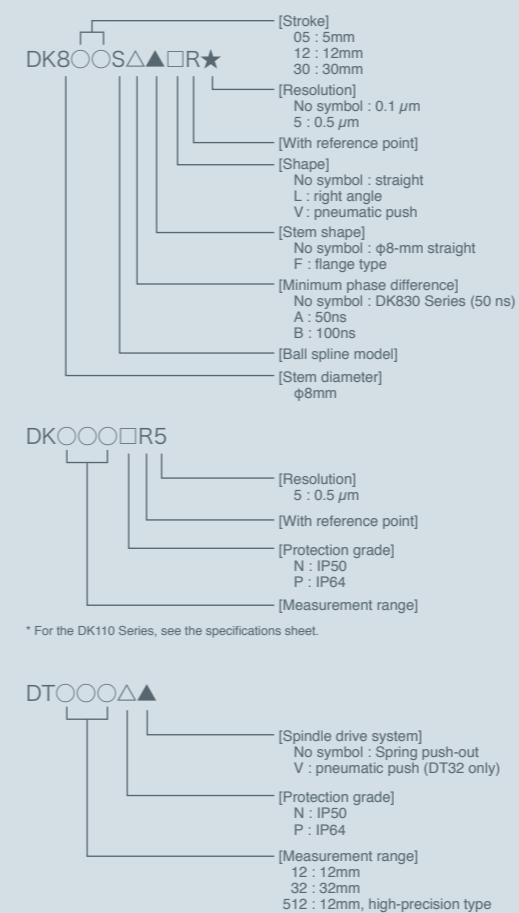 [Stroke]
05 : 5mm
12 : 12mm
30 : 30mm
DK8○○S△▲□R★
[Resolution]
No symbol : 0.1 μm
5 : 0.5 μm
[With reference point]
[Shape]
No symbol : straight
L : right angle
V : pneumatic push
[Stem shape]
No symbol : φ8-mm straight
F : flange type
[Minimum phase difference]
No symbol : DK830 Series (50 ns)
A : 50ns
B : 100ns
[Ball spline model]
[Stem diameter]
φ8mm
DK○○○□R5
[Resolution]
5 : 0.5 μm
[With reference point]
[Protection grade]
N : IP50
P : IP64
[Measurement range]
* For the DK110 Series, see the specifications sheet.
DT○○○△▲
[Spindle drive system]
No symbol : Spring push-out
V : pneumatic push (DT32 only)
[Protection grade]
N : IP50
P : IP64
[Measurement range]
12 : 12mm
32 : 32mm
512 : 12mm, high-precision type